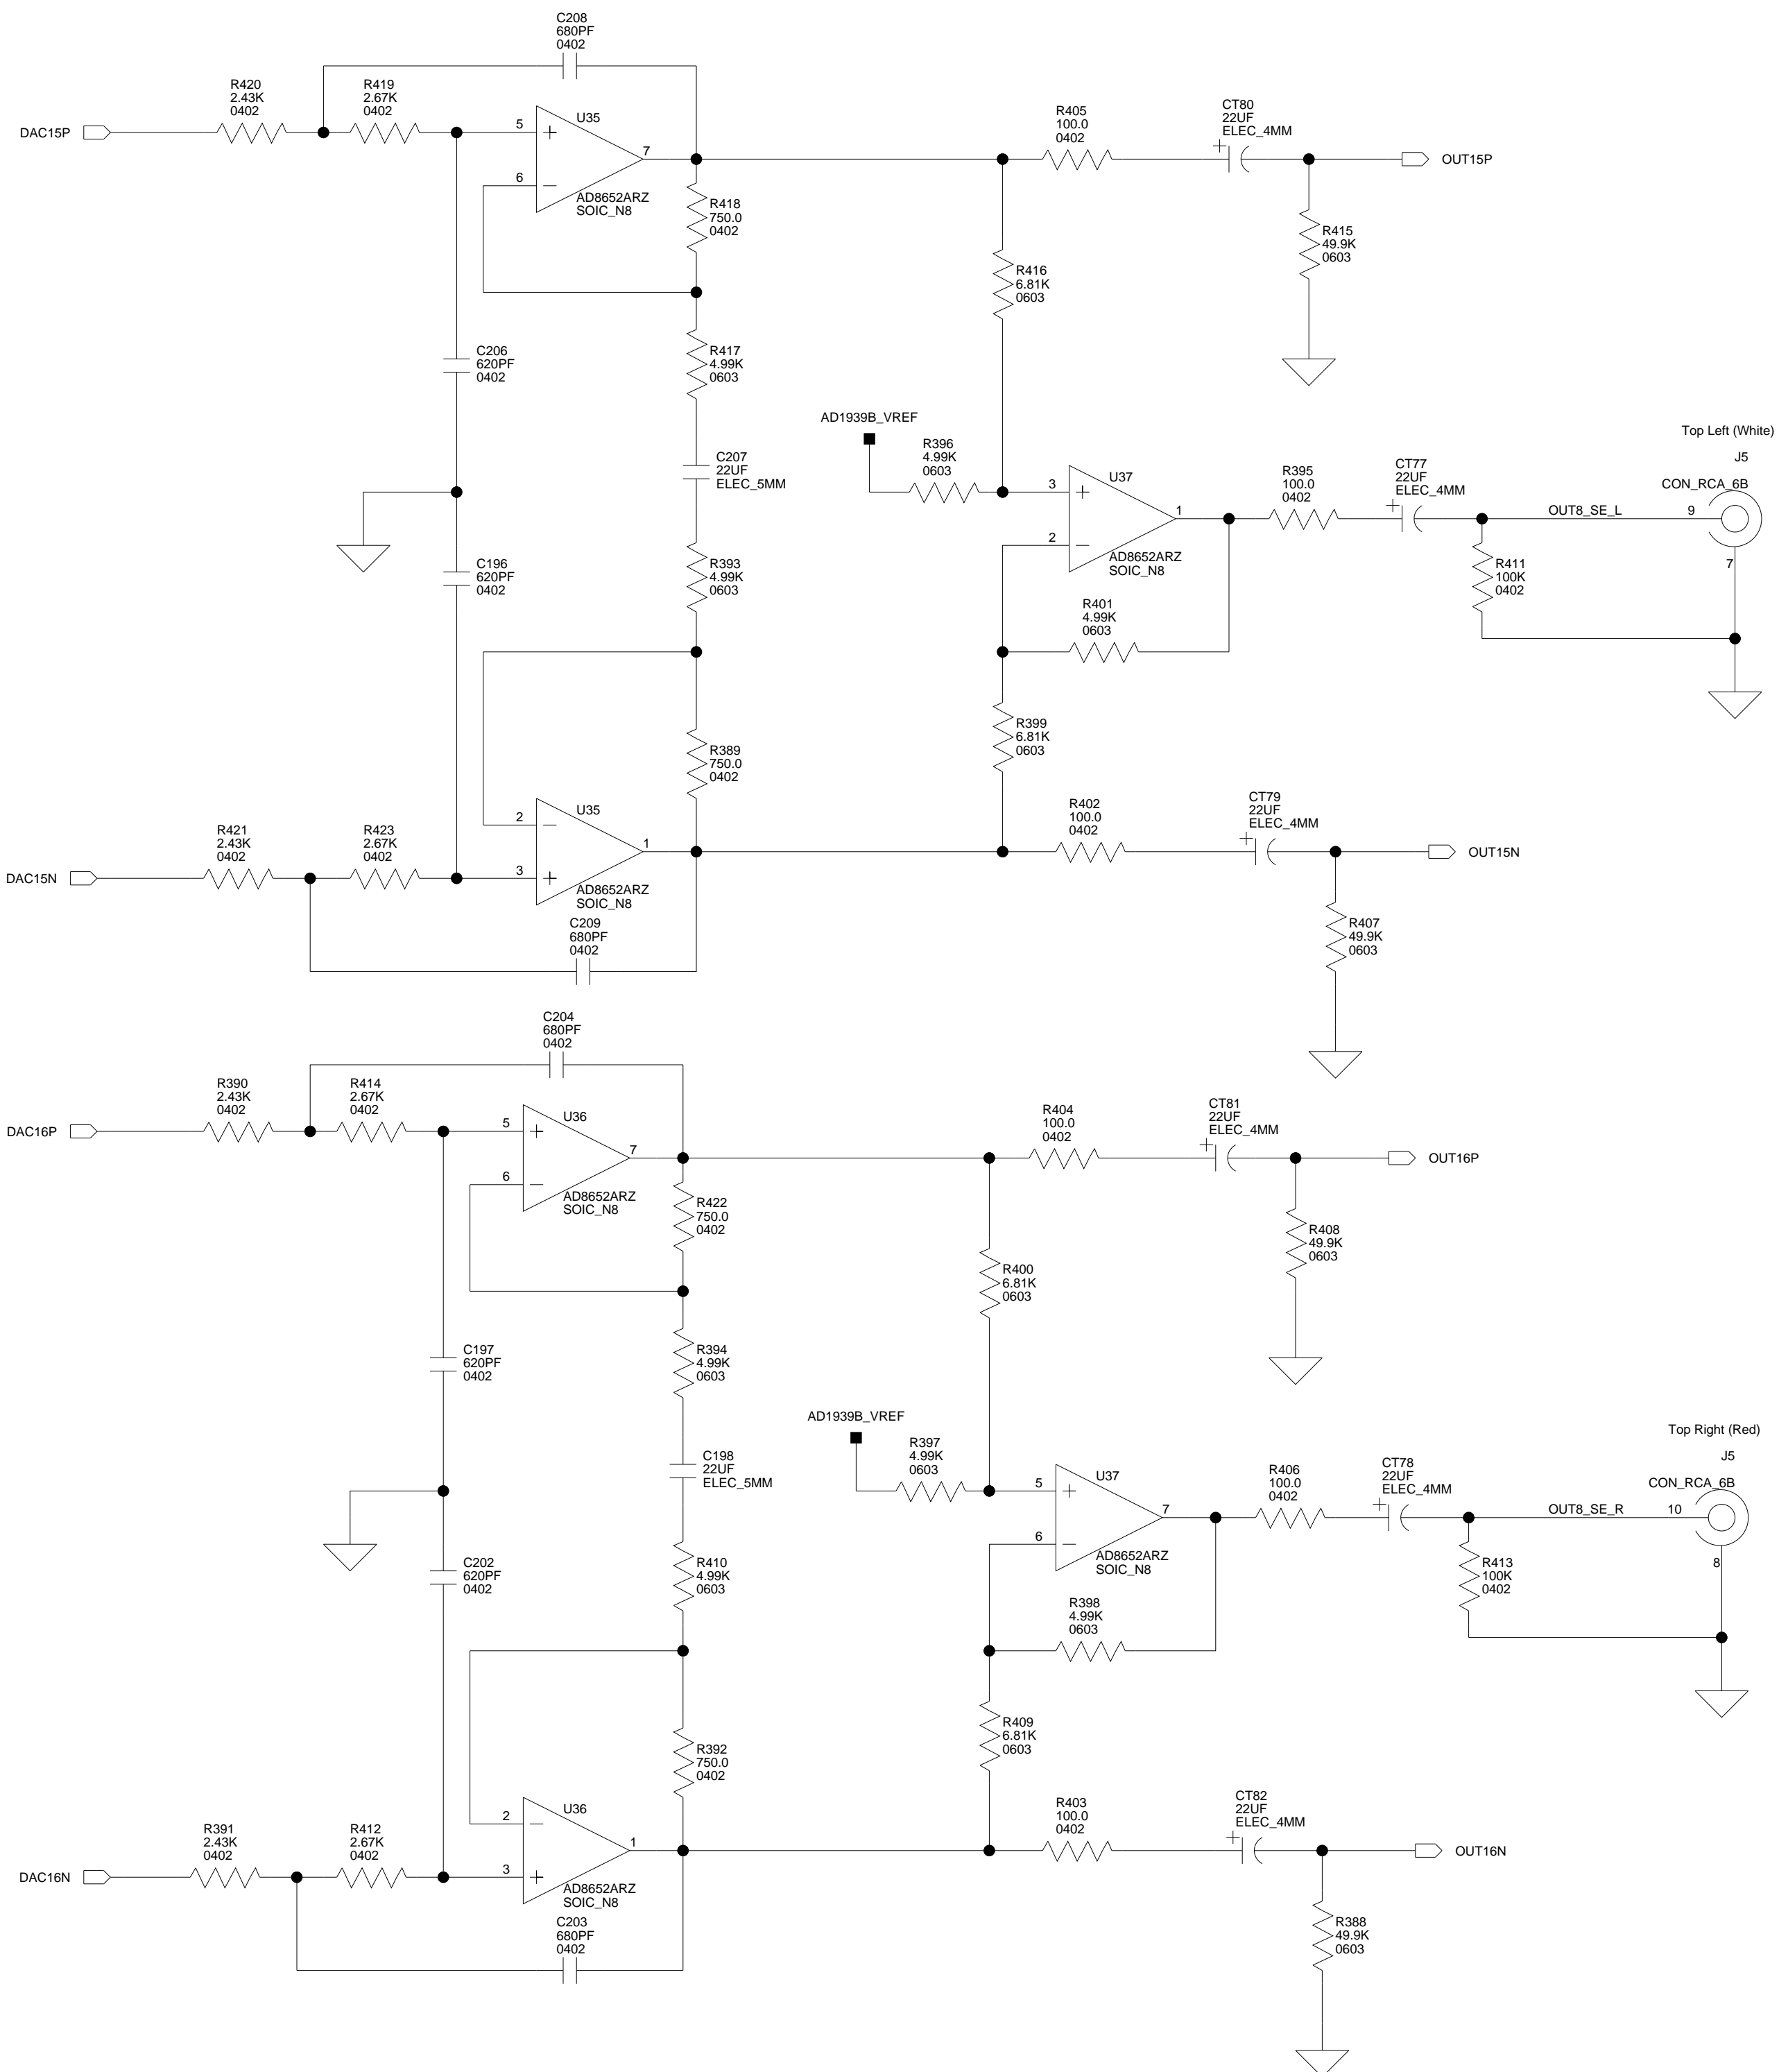 C208
680PF
0402
R420
2.43K
0402
R419
2.67K
0402
DAC15P
5
U35
7
6
AD8652ARZ
SOIC_N8
R418
750.0
0402
R405
100.0
0402
CT80
22UF
ELEC_4MM
+
OUT15P
R415
49.9K
0603
R416
6.81K
0603
C206
620PF
0402
R417
4.99K
0603
AD1939B_VREF
R396
4.99K
0603
C207
22UF
ELEC_5MM
3
U37
1
2
AD8652ARZ
SOIC_N8
R395
100.0
0402
CT77
22UF
ELEC_4MM
+
Top Left (White)
J5
CON_RCA_6B
OUT8_SE_L
9
7
R411
100K
0402
C196
620PF
0402
R393
4.99K
0603
R401
4.99K
0603
R399
6.81K
0603
R389
750.0
0402
2
U35
1
3
AD8652ARZ
SOIC_N8
R421
2.43K
0402
R423
2.67K
0402
DAC15N
C209
680PF
0402
R402
100.0
0402
CT79
22UF
ELEC_4MM
+
OUT15N
R407
49.9K
0603
C204
680PF
0402
R390
2.43K
0402
R414
2.67K
0402
DAC16P
5
U36
7
6
AD8652ARZ
SOIC_N8
R422
750.0
0402
R404
100.0
0402
CT81
22UF
ELEC_4MM
+
OUT16P
R408
49.9K
0603
R400
6.81K
0603
C197
620PF
0402
R394
4.99K
0603
AD1939B_VREF
R397
4.99K
0603
C198
22UF
ELEC_5MM
5
U37
7
6
AD8652ARZ
SOIC_N8
R406
100.0
0402
CT78
22UF
ELEC_4MM
+
Top Right (Red)
J5
CON_RCA_6B
OUT8_SE_R
10
8
R413
100K
0402
C202
620PF
0402
R410
4.99K
0603
R398
4.99K
0603
R409
6.81K
0603
R392
750.0
0402
2
U36
1
3
AD8652ARZ
SOIC_N8
R391
2.43K
0402
R412
2.67K
0402
DAC16N
C203
680PF
0402
R403
100.0
0402
CT82
22UF
ELEC_4MM
+
OUT16N
R388
49.9K
0603